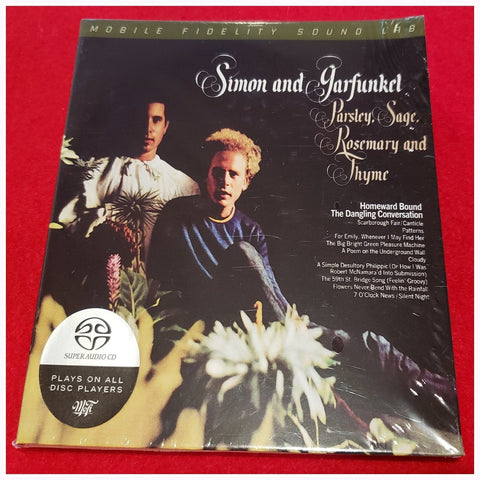 MOBILE FIDELITY SOUND LAB
Simon and Garfunkel
Parsley, Sage,
Rosemary and
Thyme
Homeward Bound
The Dangling Conversation
Scarborough Fair/Canticle
Patterns
For Emily, Whenever I May Find Her
The Big Bright Green Pleasure Machine
A Poem on the Underground Wall
Cloudy
A Simple Desultory Philippic (Or How I Was
Robert McNamara'd Into Submission)
The 59th St. Bridge Song (Feelin' Groovy)
Flowers Never Bend With the Rainfall
7 O'Clock News/Silent Night
SUPER AUDIO CD
PLAYS ON ALL
DISC PLAYERS
MoFi